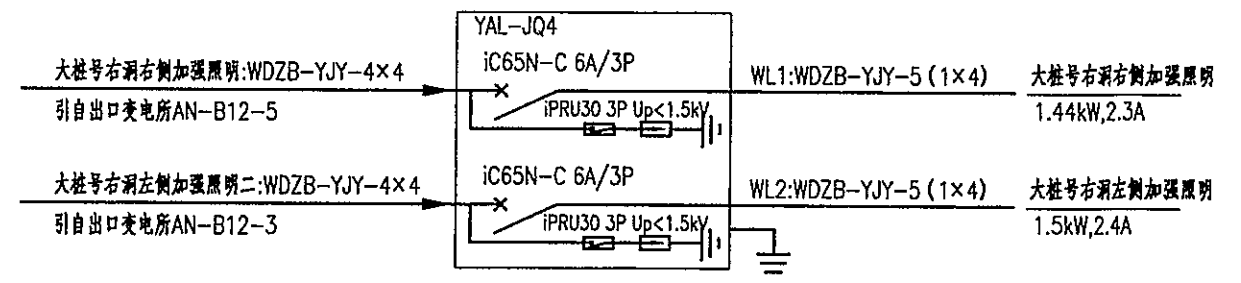 YAL-JQ4
大桩号右洞右侧加强照明:WDZB-YJY-4×4
引自出口变电所AN-B12-5
iC65N-C 6A/3P
iPRU30 3P Up<1.5kV
WL1:WDZB-YJY-5(1×4)
大桩号右洞右侧加强照明
1.44kW,2.3A
大桩号右洞左侧加强照明二:WDZB-YJY-4×4
引自出口变电所AN-B12-3
iC65N-C 6A/3P
iPRU30 3P Up<1.5kV
WL2:WDZB-YJY-5(1×4)
大桩号右洞左侧加强照明
1.5kW,2.4A